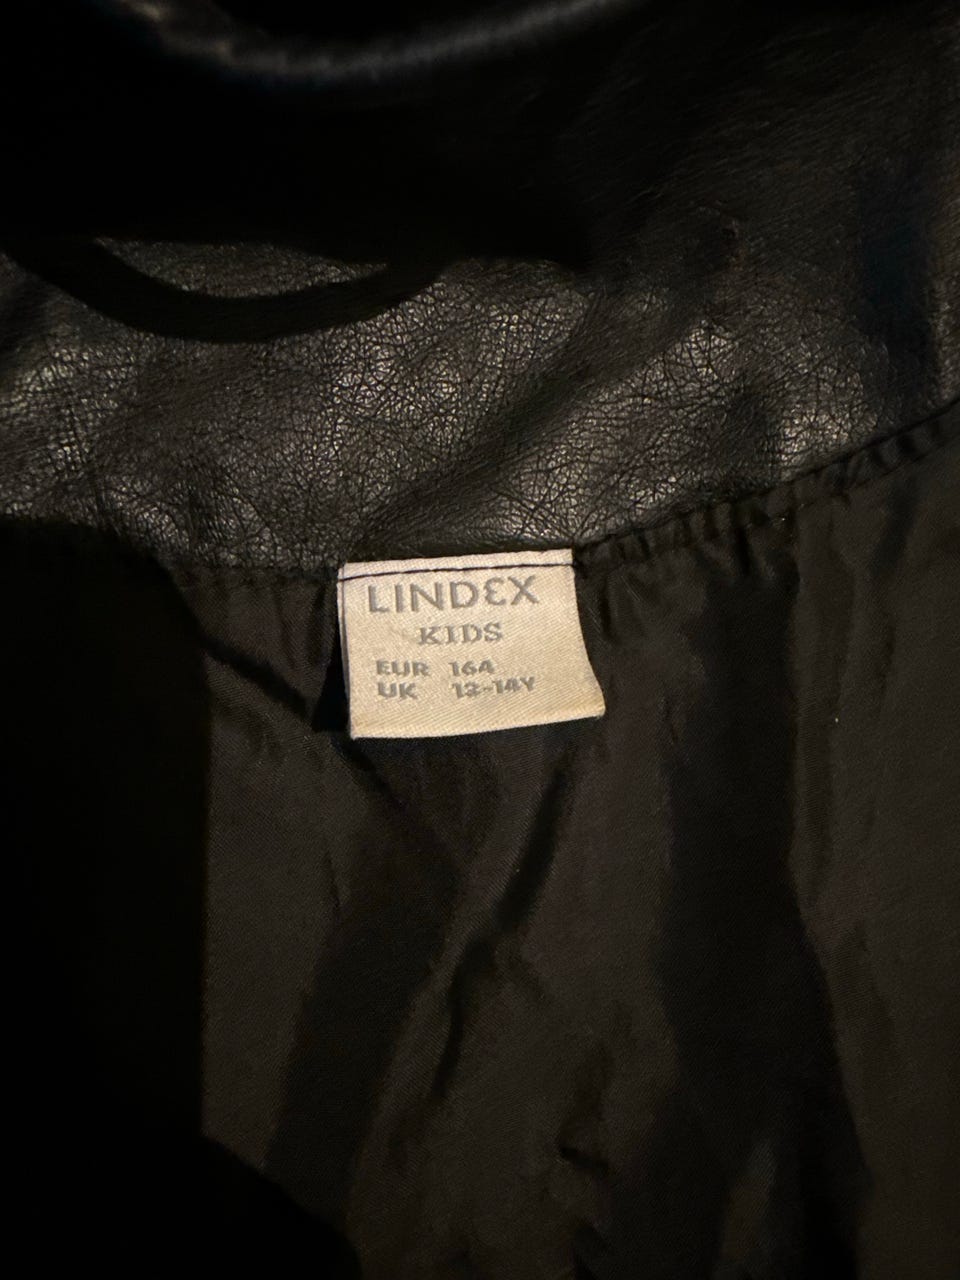 LINDEX
KIDS
EUR 164
UK 13-14Y